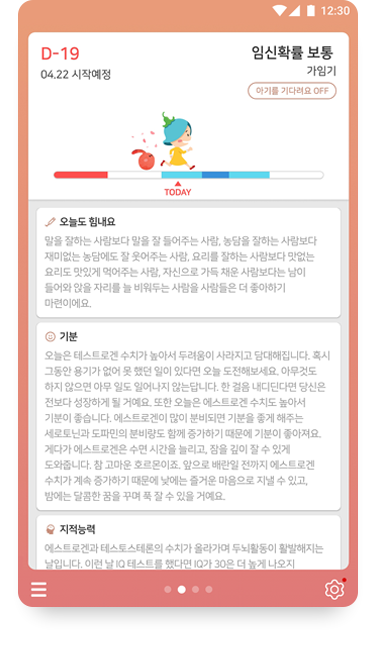 12:30
D-19
임신확률 보통
04.22 시작예정
가임기
아기를 기다려요 OFF
TODAY
오늘도 힘내요
말을 잘하는 사람보다 말을 잘 들어주는 사람, 농담을 잘하는 사람보다
재미없는 농담에도 잘 웃어주는 사람, 요리를 잘하는 사람보다 맛없는
요리도 맛있게 먹어주는 사람, 자신으로 가득 채운 사람보다는 남이
들어와 앉을 자리를 늘 비워두는 사람을 사람들은 더 좋아하기
마련이에요.
기분
오늘은 테스트로겐 수치가 높아서 두려움이 사라지고 담대해집니다. 혹시
그동안 용기가 없어 못 했던 일이 있다면 오늘 도전해보세요. 아무것도
하지 않으면 아무 일도 일어나지 않는답니다. 한 걸음 내디딘다면 당신은
전보다 성장하게 될 거예요. 또한 오늘은 에스트로겐 수치도 높아서
기분이 좋습니다. 에스트로겐이 많이 분비되면 기분을 좋게 해주는
세로토닌과 도파민의 분비량도 함께 증가하기 때문에 기분이 좋아져요.
게다가 에스트로겐은 수면 시간을 늘리고, 잠을 깊이 잘 수 있게
도와줍니다. 참 고마운 호르몬이죠. 앞으로 배란일 전까지 에스트로겐
수치가 계속 증가하기 때문에 낮에는 즐거운 마음으로 지낼 수 있고,
밤에는 달콤한 꿈을 꾸며 푹 잘 수 있을 거예요.
지적능력
에스트로겐과 테스토스테론의 수치가 올라가며 두뇌활동이 활발해지는
날입니다. 이런 날 IQ 테스트를 했다면 IQ가 30은 더 높게 나오지